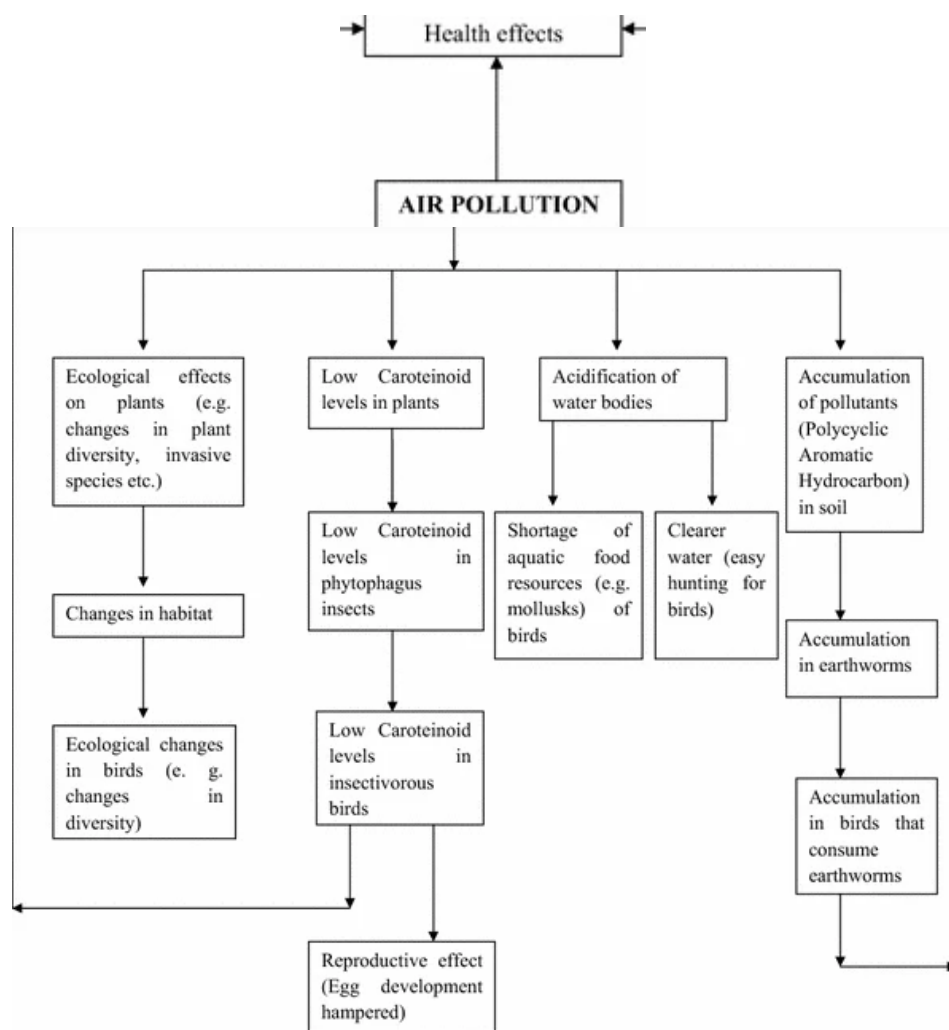 Health effects
AIR POLLUTION
Ecological effects
on plants (e.g.
changes in plant
diversity, invasive
species etc.)
Changes in habitat
Ecological changes
in birds (e. g.
changes in
diversity)
Low Caroteinoid
levels in plants
Low Caroteinoid
levels in
phytophagus
insects
Low Caroteinoid
levels in
insectivorous
birds
Reproductive effect
(Egg development
hampered)
Acidification of
water bodies
Shortage of
aquatic food
resources (e.g.
mollusks) of
birds
Clearer
water (easy
hunting for
birds)
Accumulation
of pollutants
(Polycyclic
Aromatic
Hydrocarbon)
in soil
Accumulation
in earthworms
Accumulation
in birds that
consume
earthworms